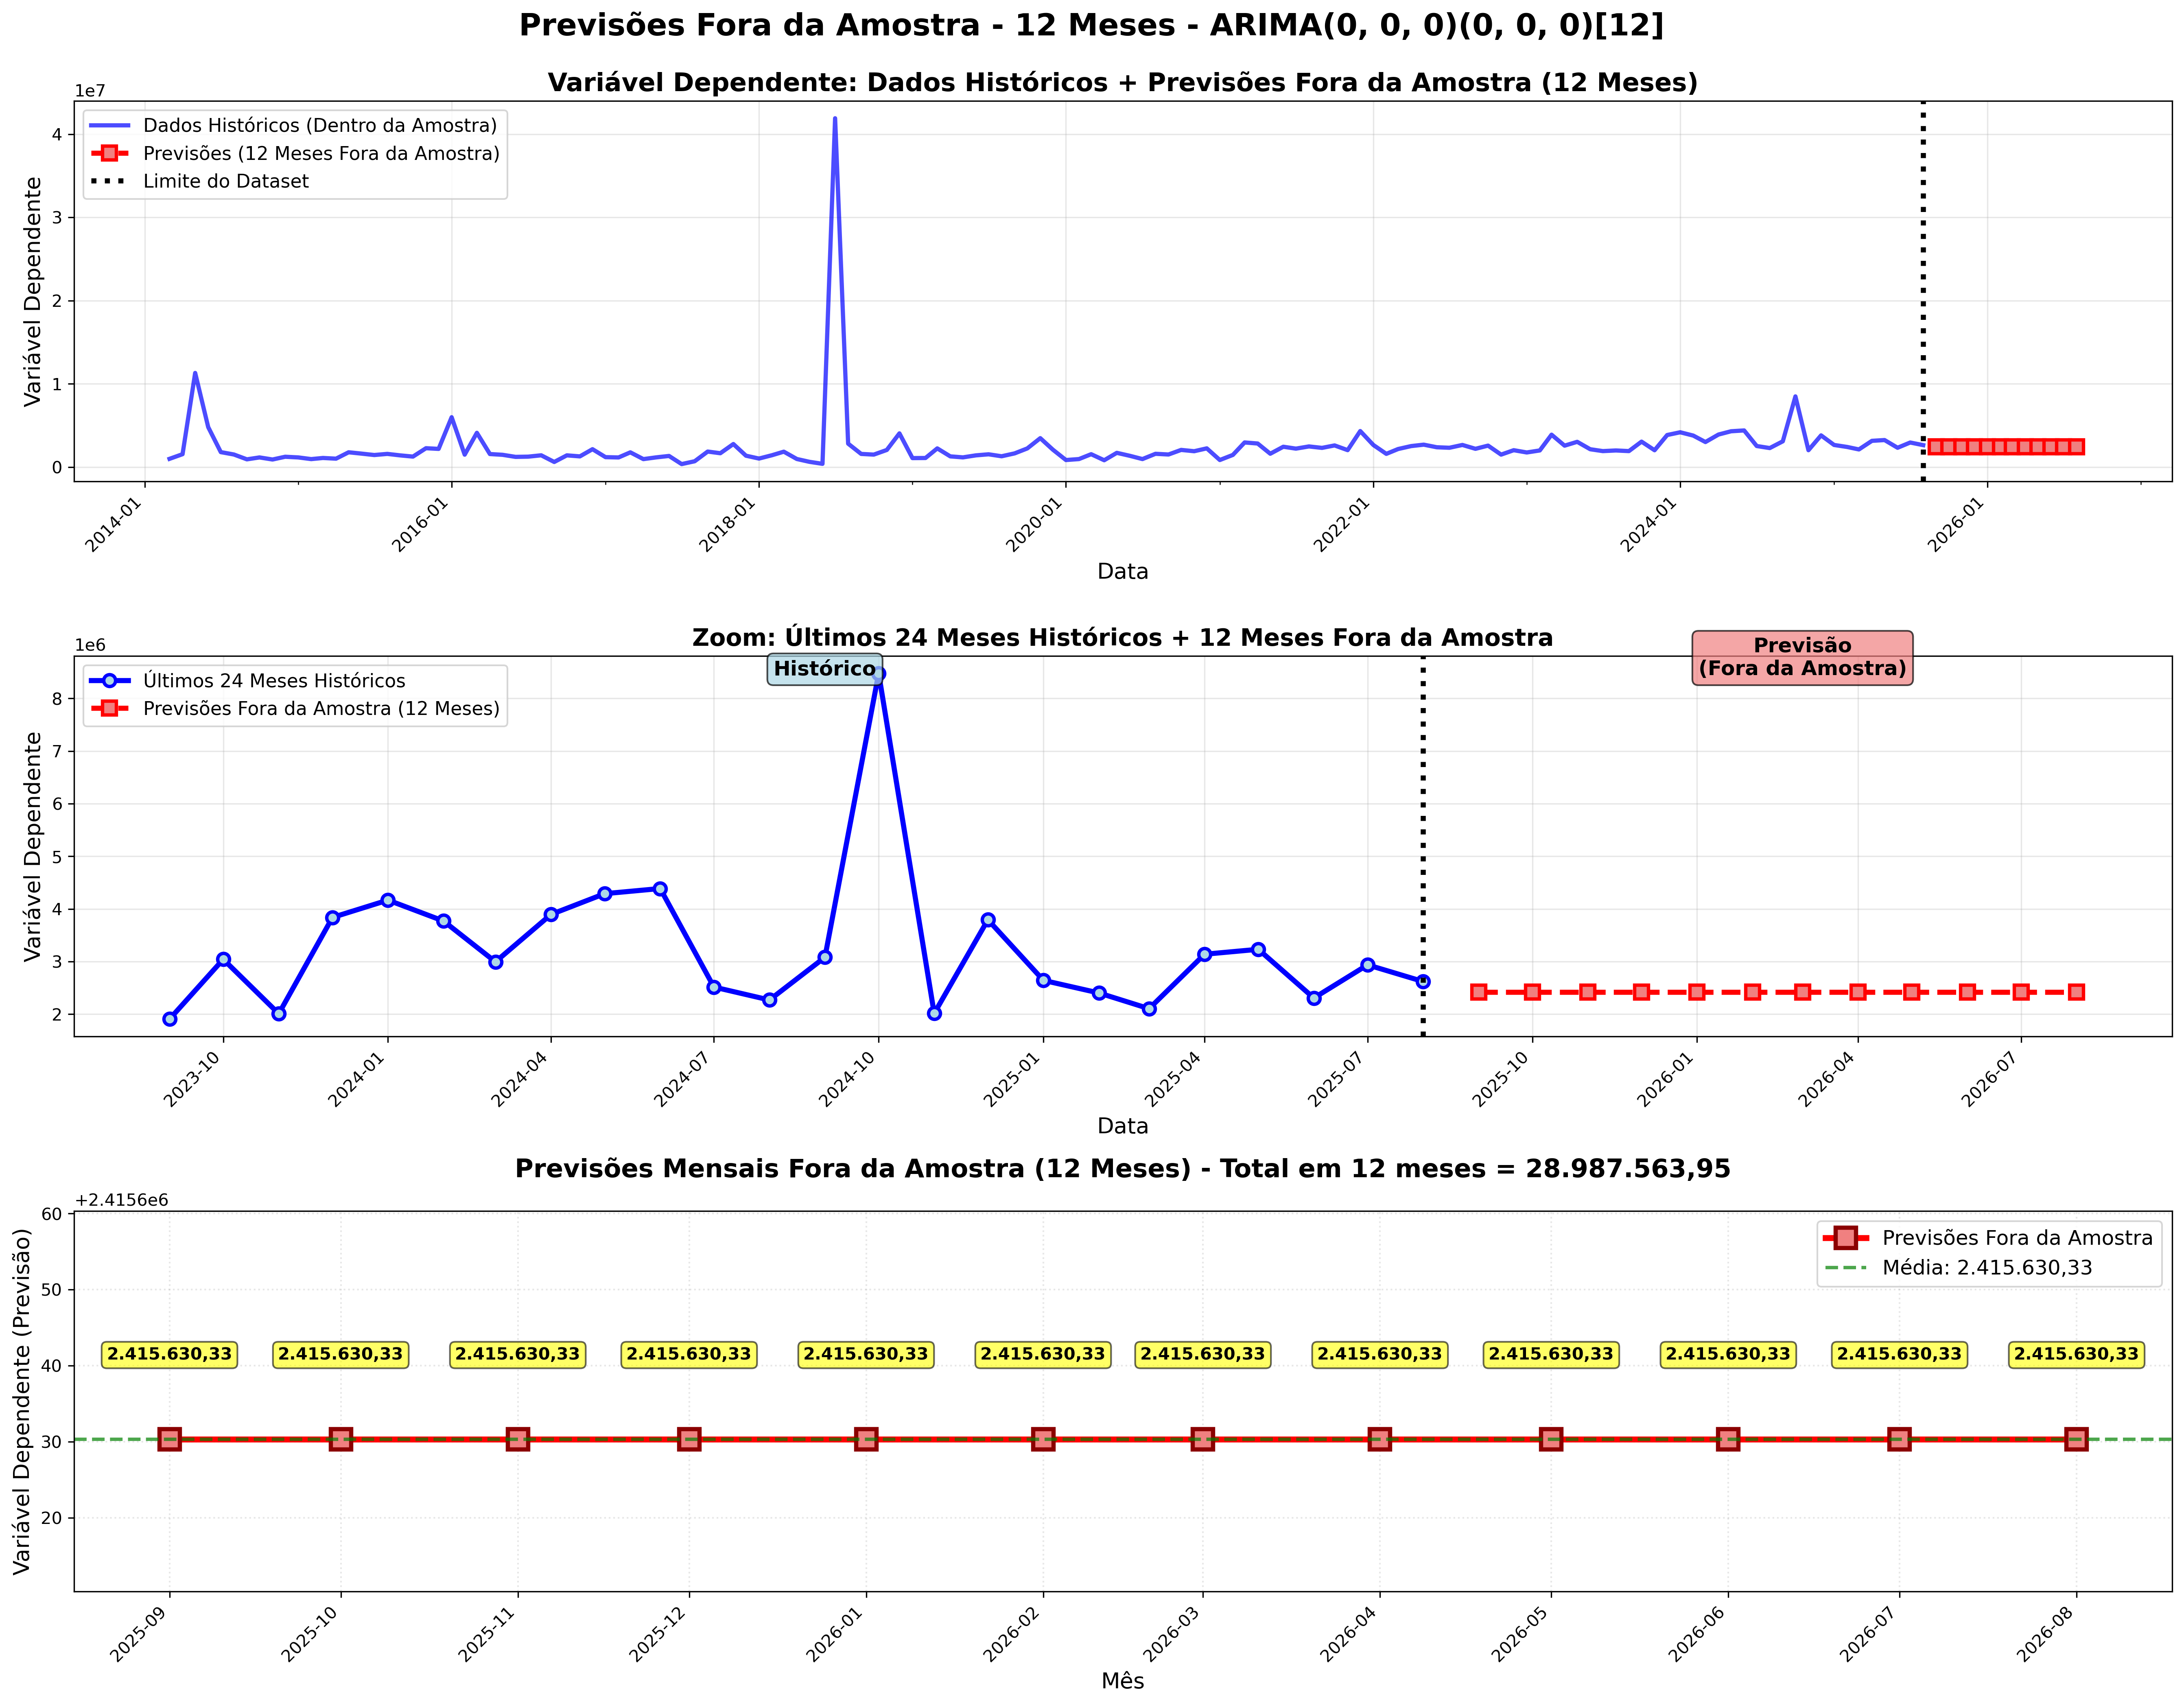 Previsões Fora da Amostra - 12 Meses - ARIMA(0, 0, 0)(0, 0, 0)[12]
Variável Dependente: Dados Históricos + Previsões Fora da Amostra (12 Meses)
1e7
Dados Históricos (Dentro da Amostra)
Previsões (12 Meses Fora da Amostra)
Limite do Dataset
Variável Dependente
4
3
2
1
0
2014-01
2016-01
2018-01
2020-01
2022-01
2024-01
2026-01
Data
Zoom: Últimos 24 Meses Históricos + 12 Meses Fora da Amostra
1e6
Últimos 24 Meses Históricos
Previsões Fora da Amostra (12 Meses)
Histórico
Previsão
(Fora da Amostra)
Variável Dependente
8
7
6
5
4
3
2
2023-10
2024-01
2024-04
2024-07
2024-10
2025-01
2025-04
2025-07
2025-10
2026-01
2026-04
2026-07
Data
Previsões Mensais Fora da Amostra (12 Meses) - Total em 12 meses = 28.987.563,95
+2.4156e6
Previsões Fora da Amostra
Média: 2.415.630,33
Variável Dependente (Previsão)
60
50
40
30
20
2.415.630,33
2.415.630,33
2.415.630,33
2.415.630,33
2.415.630,33
2.415.630,33
2.415.630,33
2.415.630,33
2.415.630,33
2.415.630,33
2.415.630,33
2.415.630,33
2025-09
2025-10
2025-11
2025-12
2026-01
2026-02
2026-03
2026-04
2026-05
2026-06
2026-07
2026-08
Mês